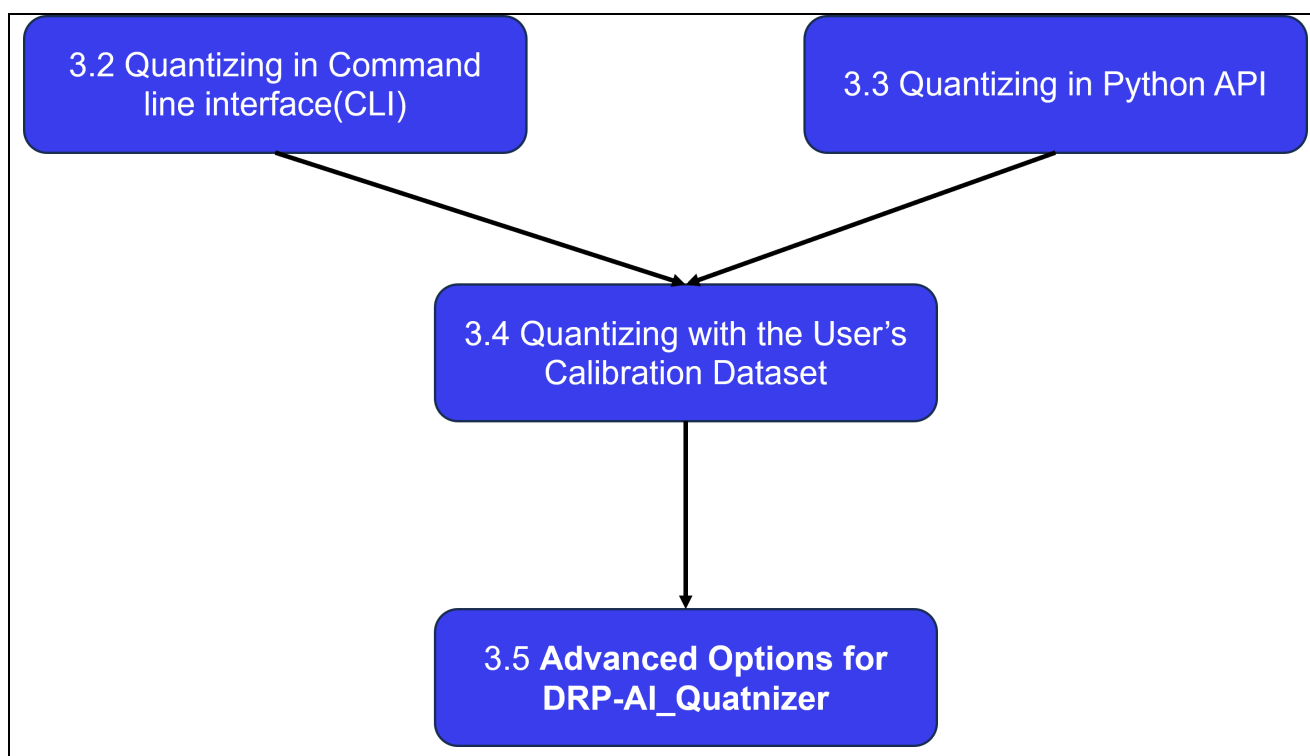 3.2 Quantizing in Command
line interface(CLI)
3.3 Quantizing in Python API
3.4 Quantizing with the User’s
Calibration Dataset
3.5 Advanced Options for
DRP-AI_Quatnizer